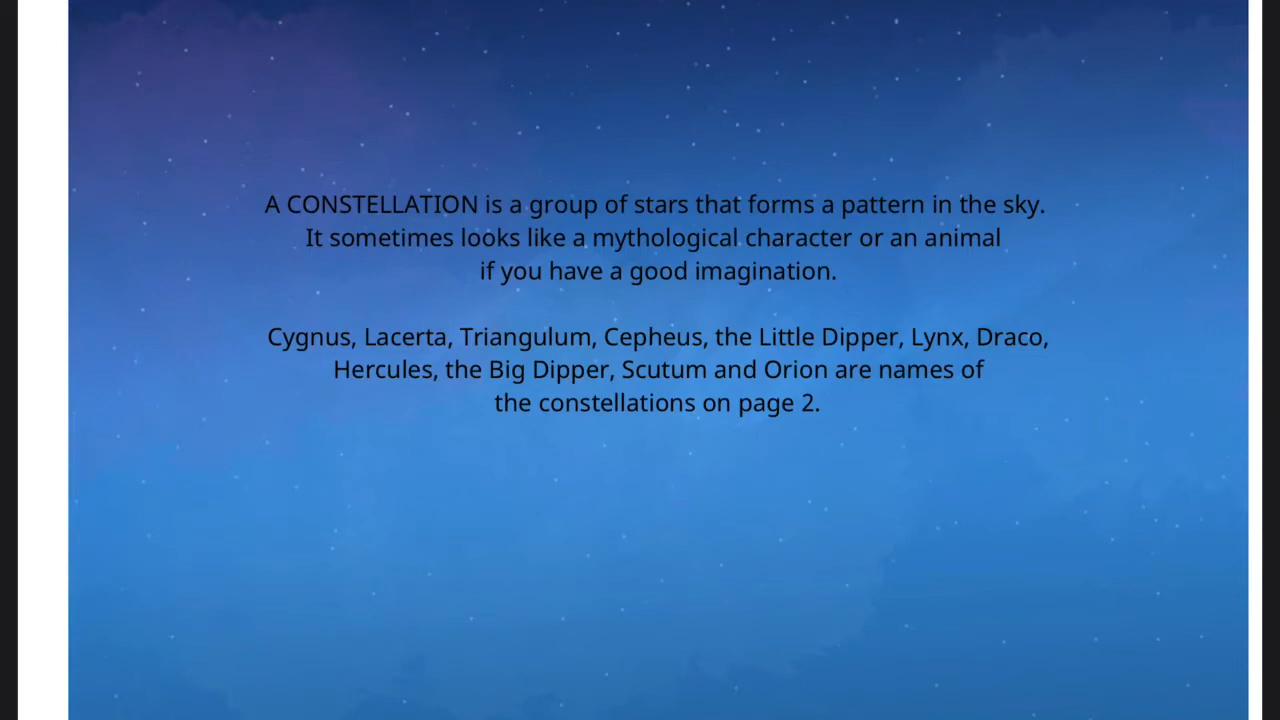 A CONSTELLATION is a group of stars that forms a pattern in the sky.
It sometimes looks like a mythological character or an animal
if you have a good imagination.
Cygnus, Lacerta, Triangulum, Cepheus, the Little Dipper, Lynx, Draco,
Hercules, the Big Dipper, Scutum and Orion are names of
the constellations on page 2.